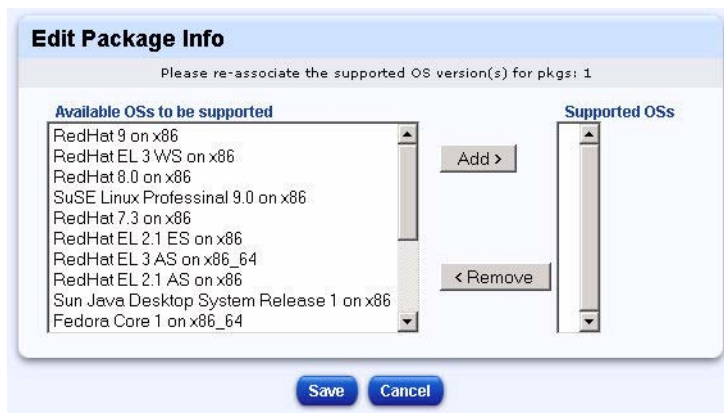 Edit Package Info
Please re-associate the supported OS version(s) for pkgs: 1
Available OSs to be supported
Supported OSs
RedHat 9 on x86
RedHat EL 3 WS on x86
RedHat 8.0 on x86
SuSE Linux Professinal 9.0 on x86
RedHat 7.3 on x86
RedHat EL 2.1 ES on x86
RedHat EL 3 AS on x86_64
RedHat EL 2.1 AS on x86
Sun Java Desktop System Release 1 on x86
Fedora Core 1 on x86_64
Add >
< Remove
Save
Cancel